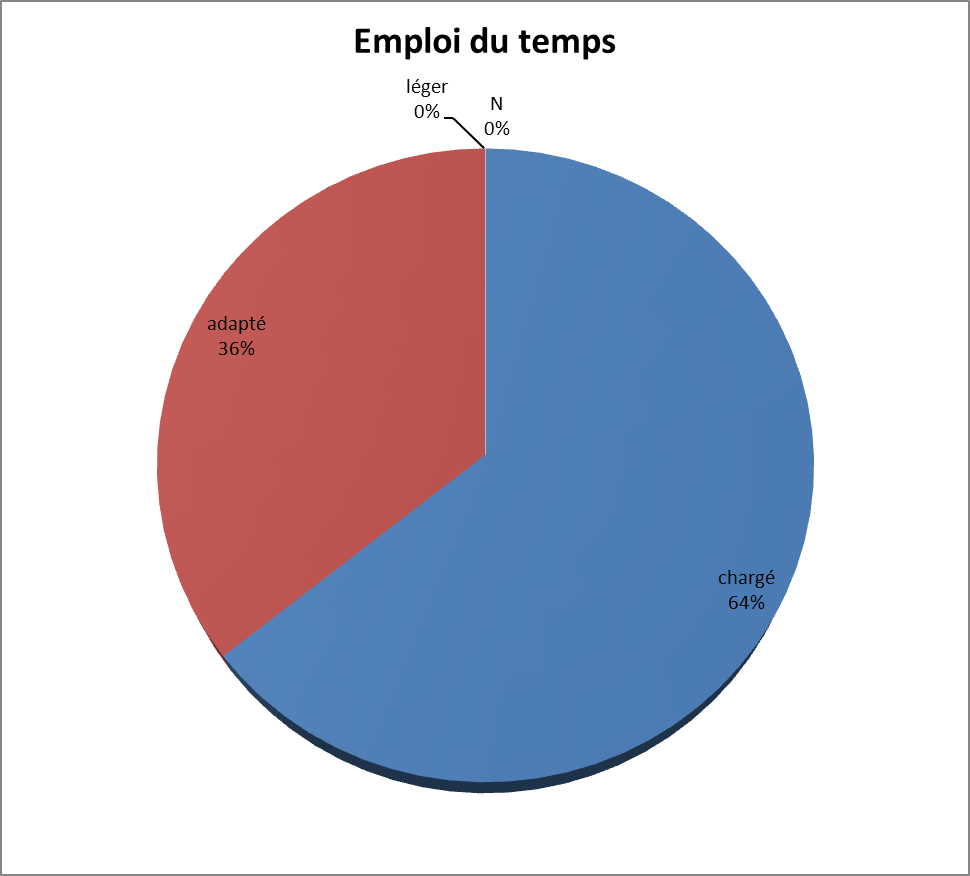 Emploi du temps
léger
0%
N
0%
adapté
36%
chargé
64%